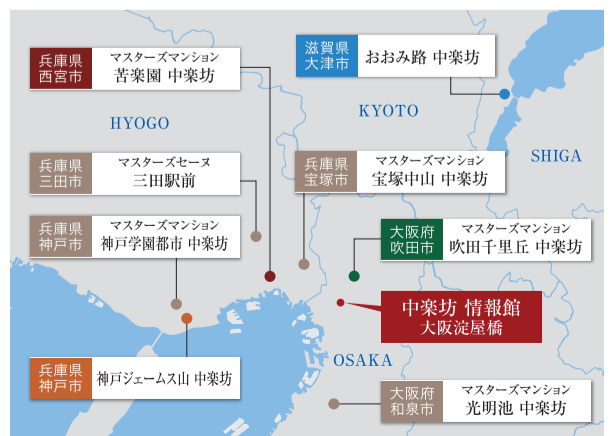 兵庫県
西宮市
マスターズマンション
苦楽園 中楽坊
滋賀県
大津市
おおみ路 中楽坊
HYOGO
KYOTO
SHIGA
兵庫県
三田市
マスターズセーヌ
三田駅前
兵庫県
宝塚市
マスターズマンション
宝塚中山 中楽坊
兵庫県
神戸市
マスターズマンション
神戸学園都市 中楽坊
大阪府
吹田市
マスターズマンション
吹田千里丘 中楽坊
中楽坊 情報館
大阪淀屋橋
OSAKA
兵庫県
神戸市
神戸ジェームス山 中楽坊
大阪府
和泉市
マスターズマンション
光明池 中楽坊